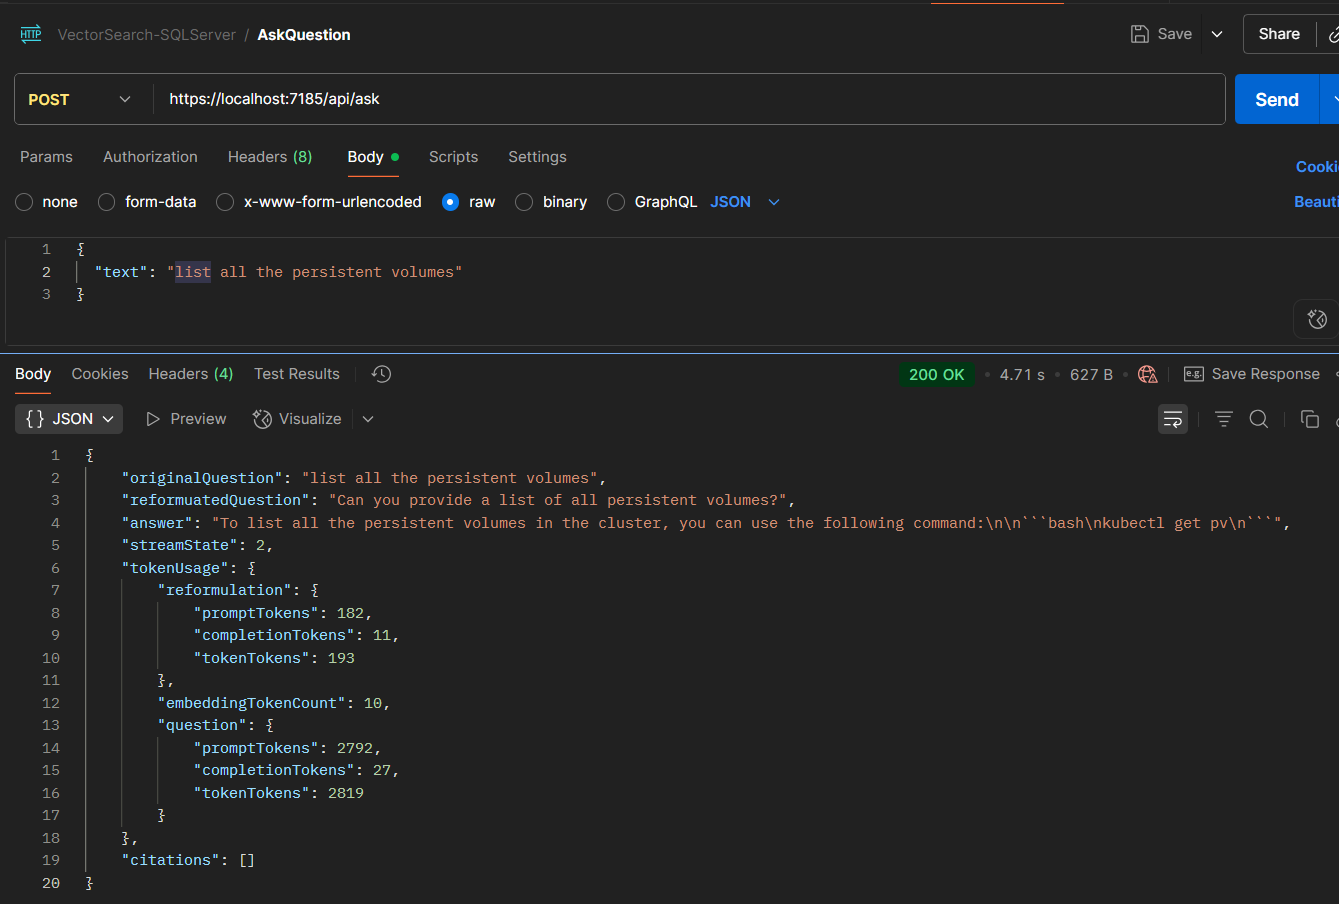 HTTP VectorSearch-SQLServer / AskQuestion Save Share
POST https://localhost:7185/api/ask Send
Params Authorization Headers (8) Body Scripts Settings
Cooki
none form-data x-www-form-urlencoded raw binary GraphQL JSON Beauti
1 {
2 "text": "list all the persistent volumes"
3 }
Body Cookies Headers (4) Test Results 200 OK • 4.71 s • 627 B • e.g. Save Response
{} JSON Preview Visualize
1 {
2 "originalQuestion": "list all the persistent volumes",
3 "reformuatedQuestion": "Can you provide a list of all persistent volumes?",
4 "answer": "To list all the persistent volumes in the cluster, you can use the following command:\n\n```bash\nkubectl get pv\n```",
5 "streamState": 2,
6 "tokenUsage": {
7 "reformulation": {
8 "promptTokens": 182,
9 "completionTokens": 11,
10 "tokenTokens": 193
11 },
12 "embeddingTokenCount": 10,
13 "question": {
14 "promptTokens": 2792,
15 "completionTokens": 27,
16 "tokenTokens": 2819
17 }
18 },
19 "citations": []
20 }